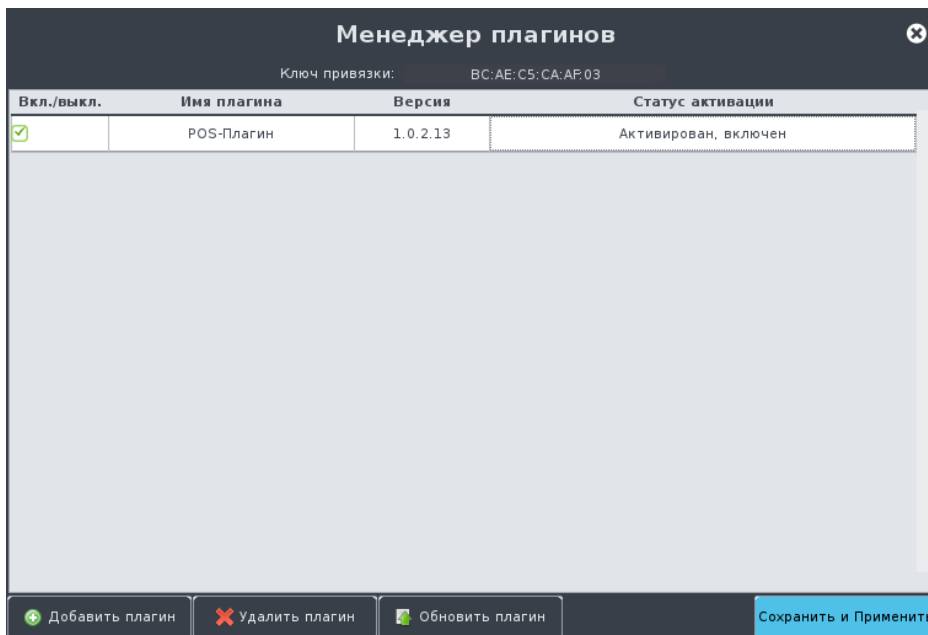 Менеджер плагинов
Ключ привязки: BC:AE:C5:CA:AF:03
Вкл./выкл. Имя плагина Версия Статус активации
POS-Плагин 1.0.2.13 Активирован, включен
Добавить плагин Удалить плагин Обновить плагин Сохранить и Применить